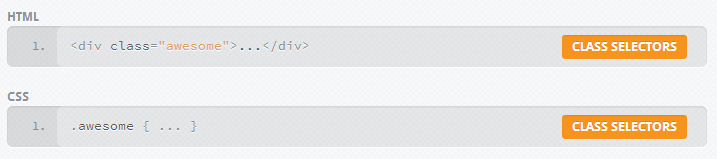 HTML
1. <div class="awesome">...</div> CLASS SELECTORS
CSS
1. .awesome { ... } CLASS SELECTORS